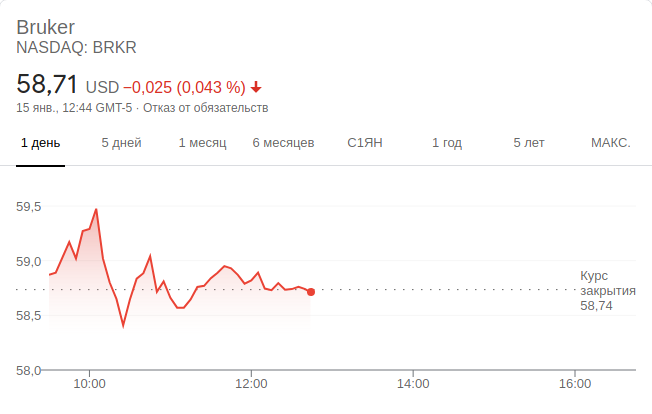 Bruker
NASDAQ: BRKR
58,71 USD −0,025 (0,043 %)
15 янв., 12:44 GMT-5 · Отказ от обязательств
1 день 5 дней 1 месяц 6 месяцев С1ЯН 1 год 5 лет МАКС.
59,5
59,0
Курс
закрытия
58,74
58,5
58,0
10:00 12:00 14:00 16:00